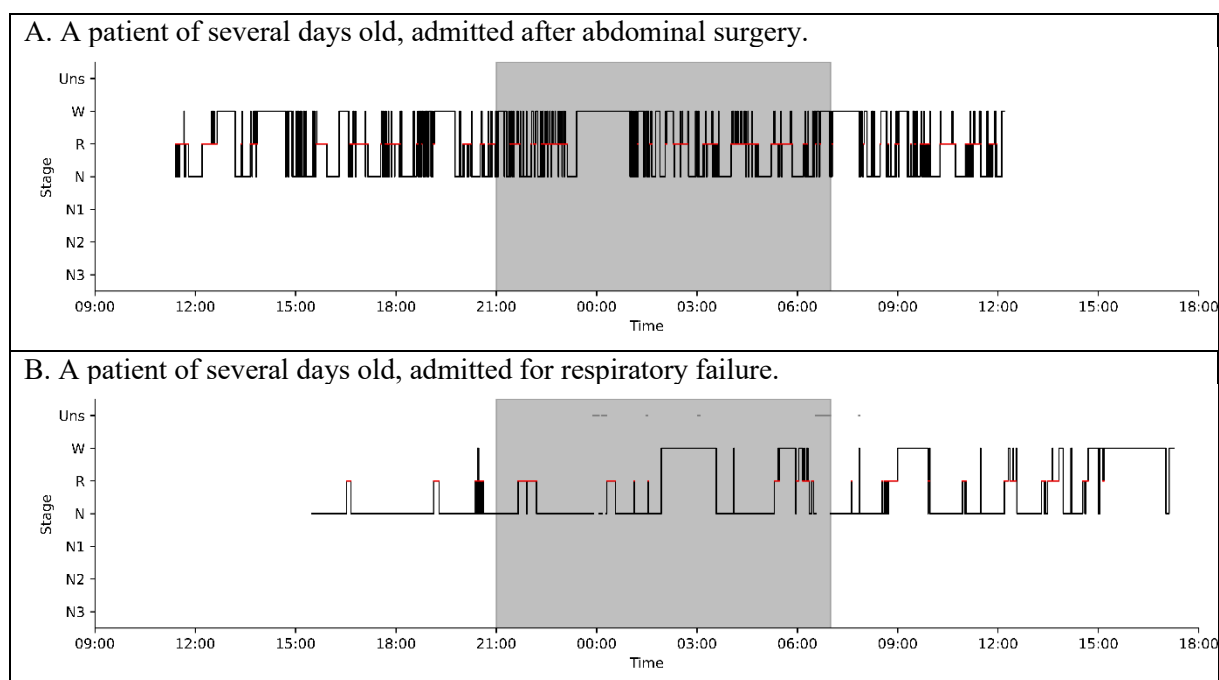 A. A patient of several days old, admitted after abdominal surgery.
Uns
W
R
N
N1
N2
N3
Stage
09:00 12:00 15:00 18:00 21:00 00:00 03:00 06:00 09:00 12:00 15:00 18:00
Time
B. A patient of several days old, admitted for respiratory failure.
Uns
W
R
N
N1
N2
N3
Stage
09:00 12:00 15:00 18:00 21:00 00:00 03:00 06:00 09:00 12:00 15:00 18:00
Time